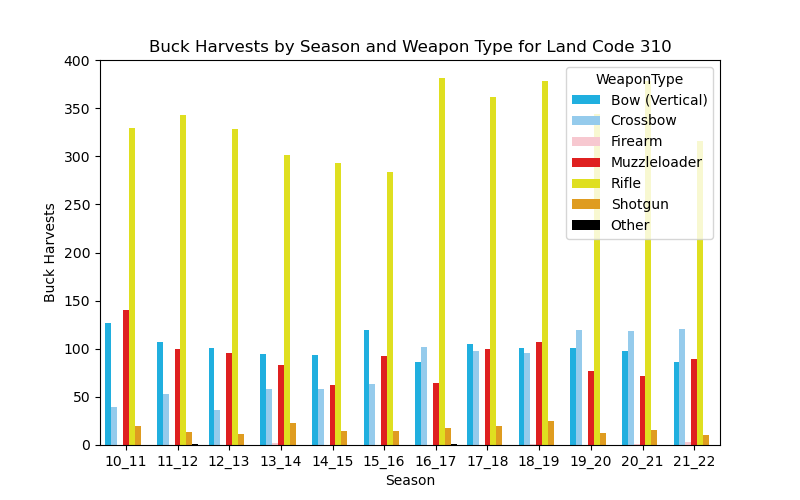 Buck Harvests by Season and Weapon Type for Land Code 310
400
350
300
250
200
150
100
50
0
Buck Harvests
WeaponType
Bow (Vertical)
Crossbow
Firearm
Muzzleloader
Rifle
Shotgun
Other
10_11 11_12 12_13 13_14 14_15 15_16 16_17 17_18 18_19 19_20 20_21 21_22
Season